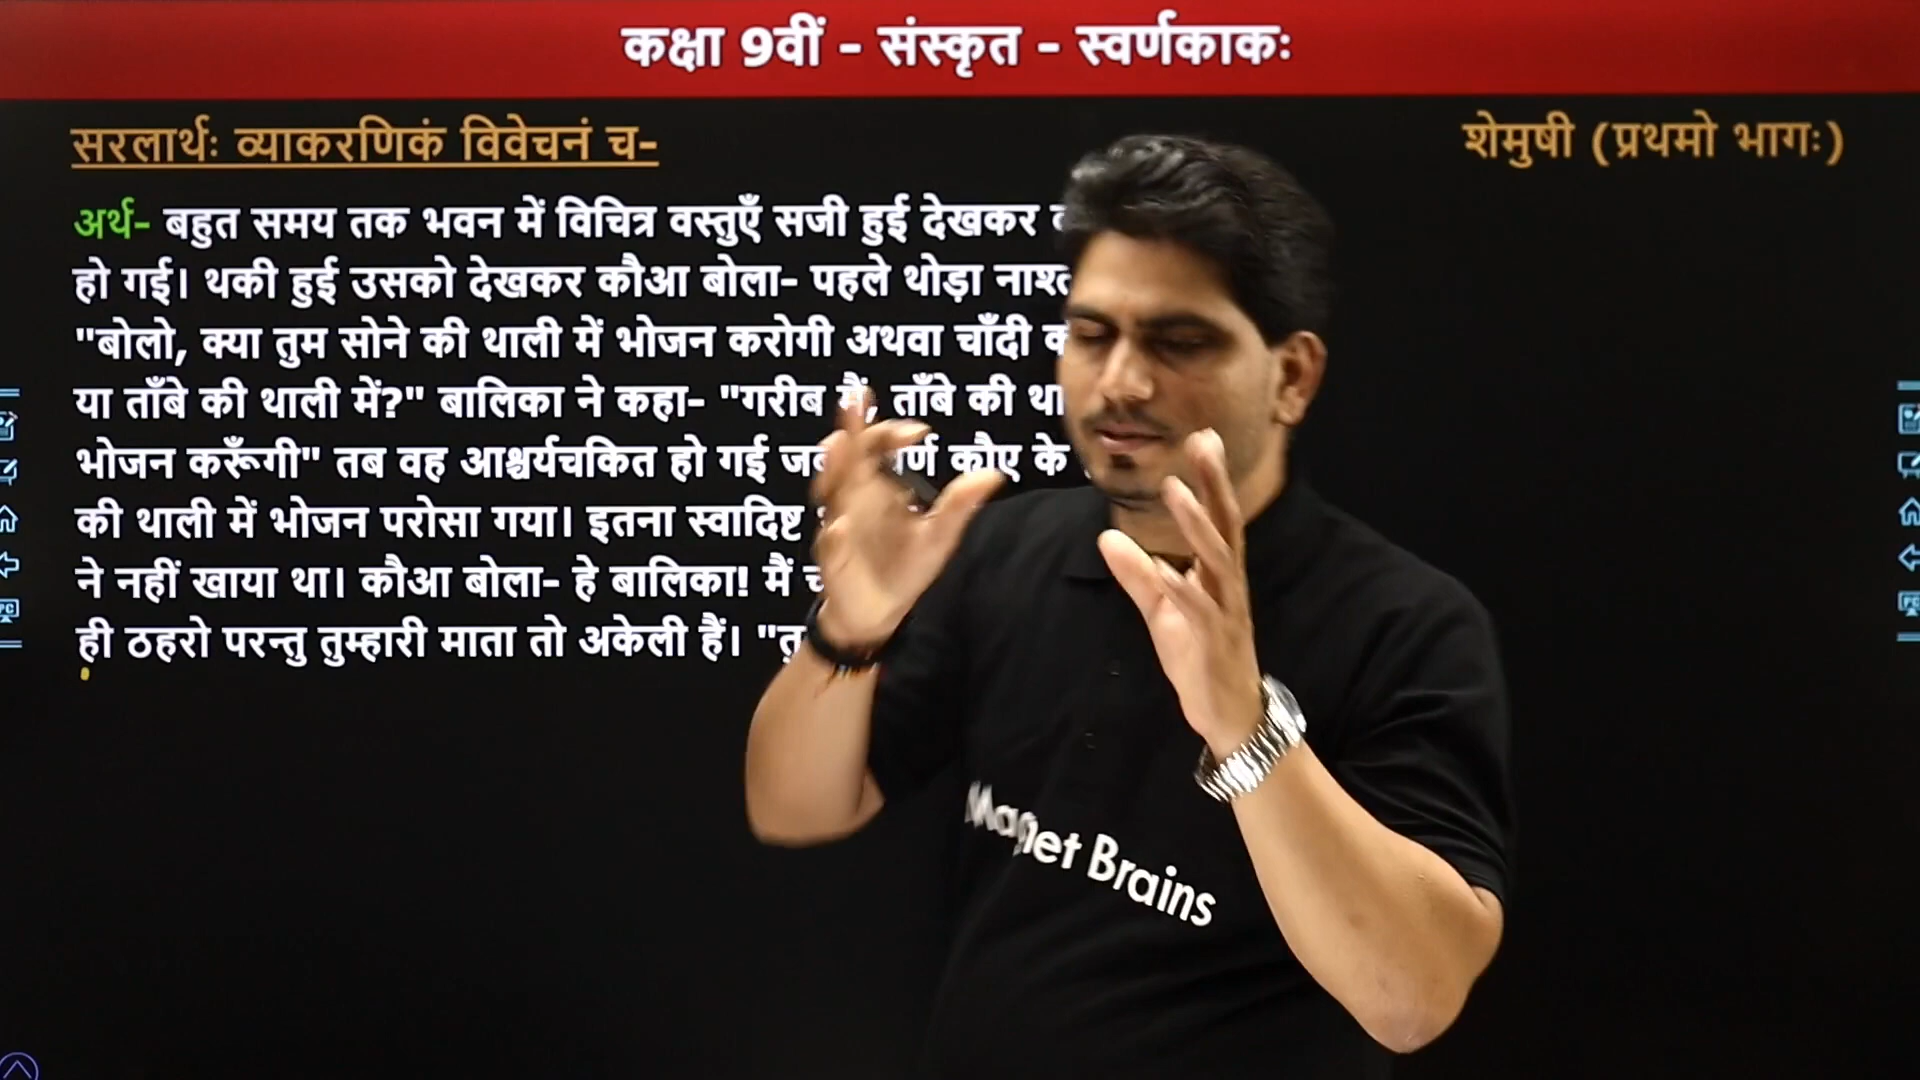 कक्षा 9वीं - संस्कृत - स्वर्णकाकः
सरलार्थः व्याकरणिकं विवेचनं च-
शेमुषी (प्रथमो भागः)
अर्थ- बहुत समय तक भवन में विचित्र वस्तुएँ सजी हुई देखकर
हो गई। थकी हुई उसको देखकर कौआ बोला- पहले थोड़ा
"बोलो, क्या तुम सोने की थाली में भोजन करोगी अथवा चाँदी
या ताँबे की थाली में?" बालिका ने कहा- "गरीब मैं, ताँबे की
भोजन करूँगी" तब वह आश्चर्यचकित हो गई कौए के
की थाली में भोजन परोसा गया। इतना स्वादिष्ट
ने नहीं खाया था। कौआ बोला- हे बालिका! मैं
ही ठहरो परन्तु तुम्हारी माता तो अकेली हैं।
Magnet Brains